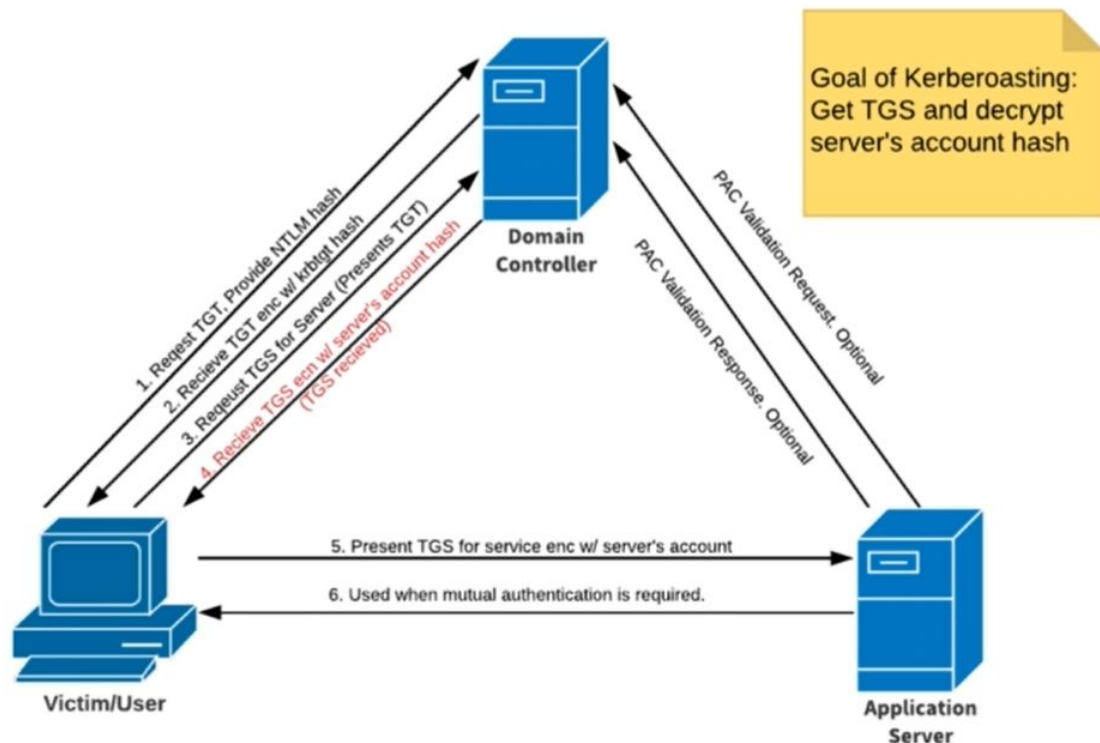 Goal of Kerberoasting:
Get TGS and decrypt
server's account hash
Domain
Controller
1. Reqest TGT, Provide NTLM hash
2. Recieve TGT enc w/ krbtgt hash
3. Reqeust TGS for Server (Presents TGT)
4. Recieve TGS ecn w/ server's account hash
(TGS recieved)
PAC Validation Request. Optional
PAC Validation Response. Optional
5. Present TGS for service enc w/ server's account
6. Used when mutual authentication is required.
Victim/User
Application
Server